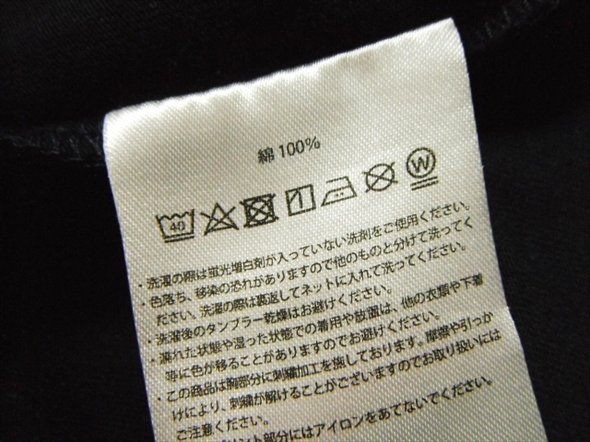 綿 100%
40 W
・洗濯の際は蛍光増白剤が入っていない洗剤をご使用ください。
・色落ち、移染の恐れがありますので他のものと分けて洗ってく
ださい。洗濯の際は裏返してネットに入れて洗ってください。
・洗濯後のタンブラー乾燥はお避けください。
・濡れた状態や湿った状態での着用や放置は、他の衣類や下着
等に色が移ることがありますのでお避けください。
・この商品は胸部分に刺繍加工を施しております。摩擦や引っか
けにより、刺繍が解けることがございますのでお取り扱いには
ご注意ください。
ント部分にはアイロンをあてないでください。